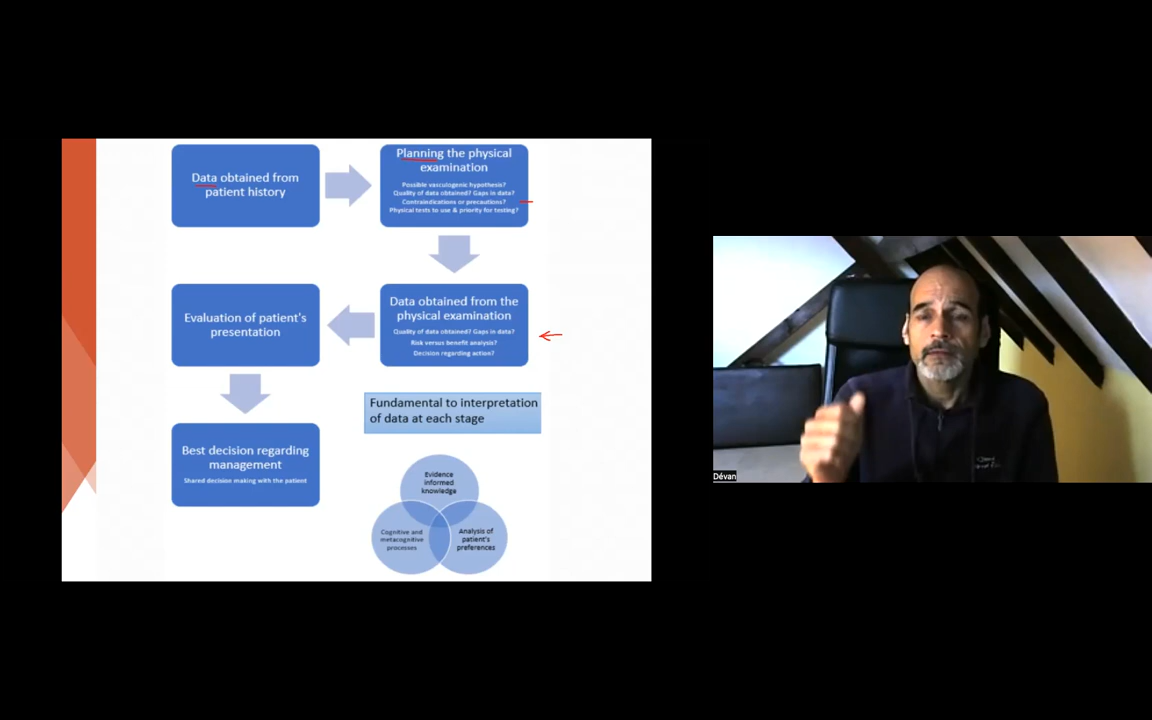 Data obtained from
patient history
Planning the physical
examination
Possible vasculogenic hypothesis?
Quality of data obtained? Gaps in data?
Contraindications or precautions?
Physical tests to use & priority for testing?
Data obtained from the
physical examination
Quality of data obtained? Gaps in data?
Risk versus benefit analysis?
Decision regarding action?
Evaluation of patient's
presentation
Best decision regarding
management
Shared decision making with the patient
Fundamental to interpretation
of data at each stage
Evidence
informed
knowledge
Cognitive and
metacognitive
processes
Analysis of
patient's
preferences
Dévan